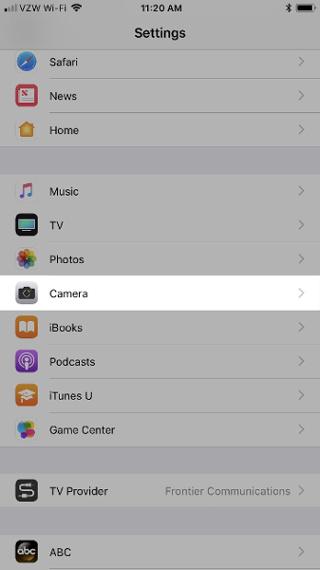 VZW Wi-Fi 11:20 AM
Settings
Safari
News
Home
Music
TV
Photos
Camera
iBooks
Podcasts
iTunes U
Game Center
TV Provider Frontier Communications
abc ABC